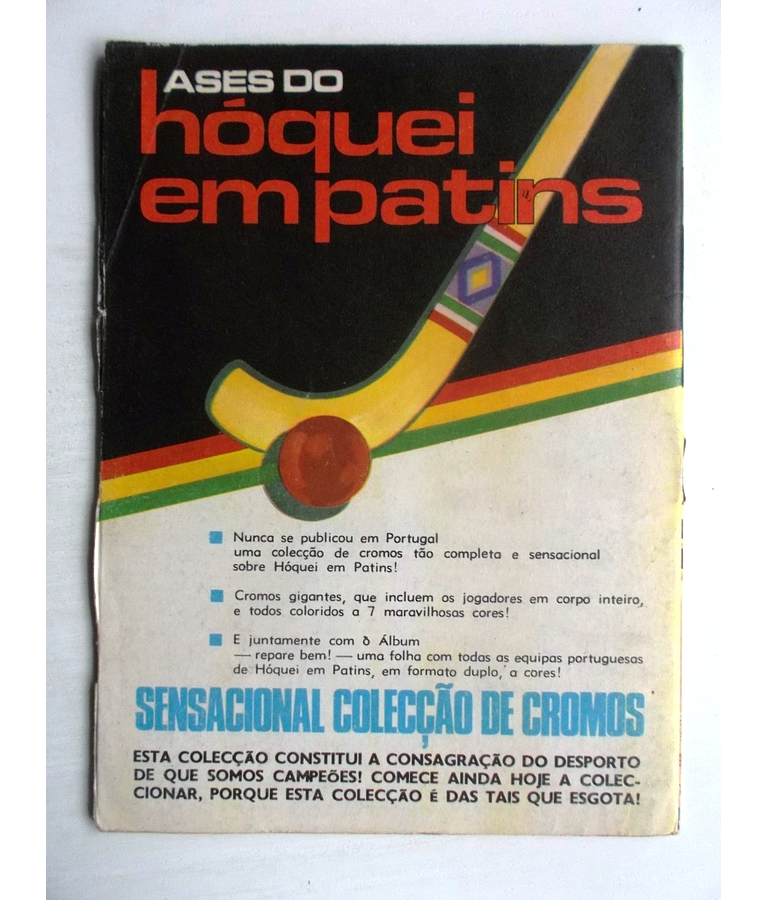 ASES DO
hóquei
em patins
Nunca se publicou em Portugal
uma colecção de cromos tão completa e sensacional
sobre Hóquei em Patins!
Cromos gigantes, que incluem os jogadores em corpo inteiro,
e todos coloridos a 7 maravilhosas cores!
E juntamente com õ Álbum
— repare bem! — uma folha com todas as equipas portuguesas
de Hóquei em Patins, em formato duplo, a cores!
SENSACIONAL COLECÇÃO DE CROMOS
ESTA COLECÇÃO CONSTITUI A CONSAGRAÇÃO DO DESPORTO
DE QUE SOMOS CAMPEÕES! COMECE AINDA HOJE A COLEC-
CIONAR, PORQUE ESTA COLECÇÃO É DAS TAIS QUE ESGOTA!